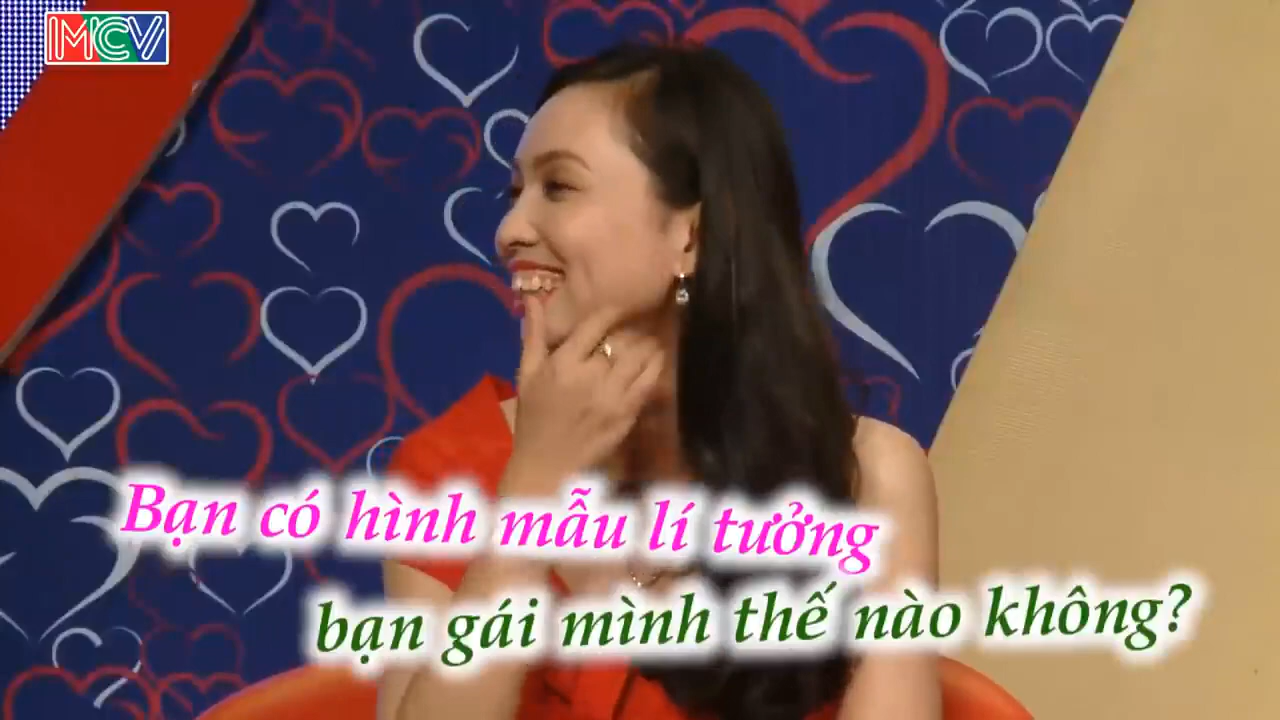 MCV
Bạn có hình mẫu lí tưởng
bạn gái mình thế nào không?